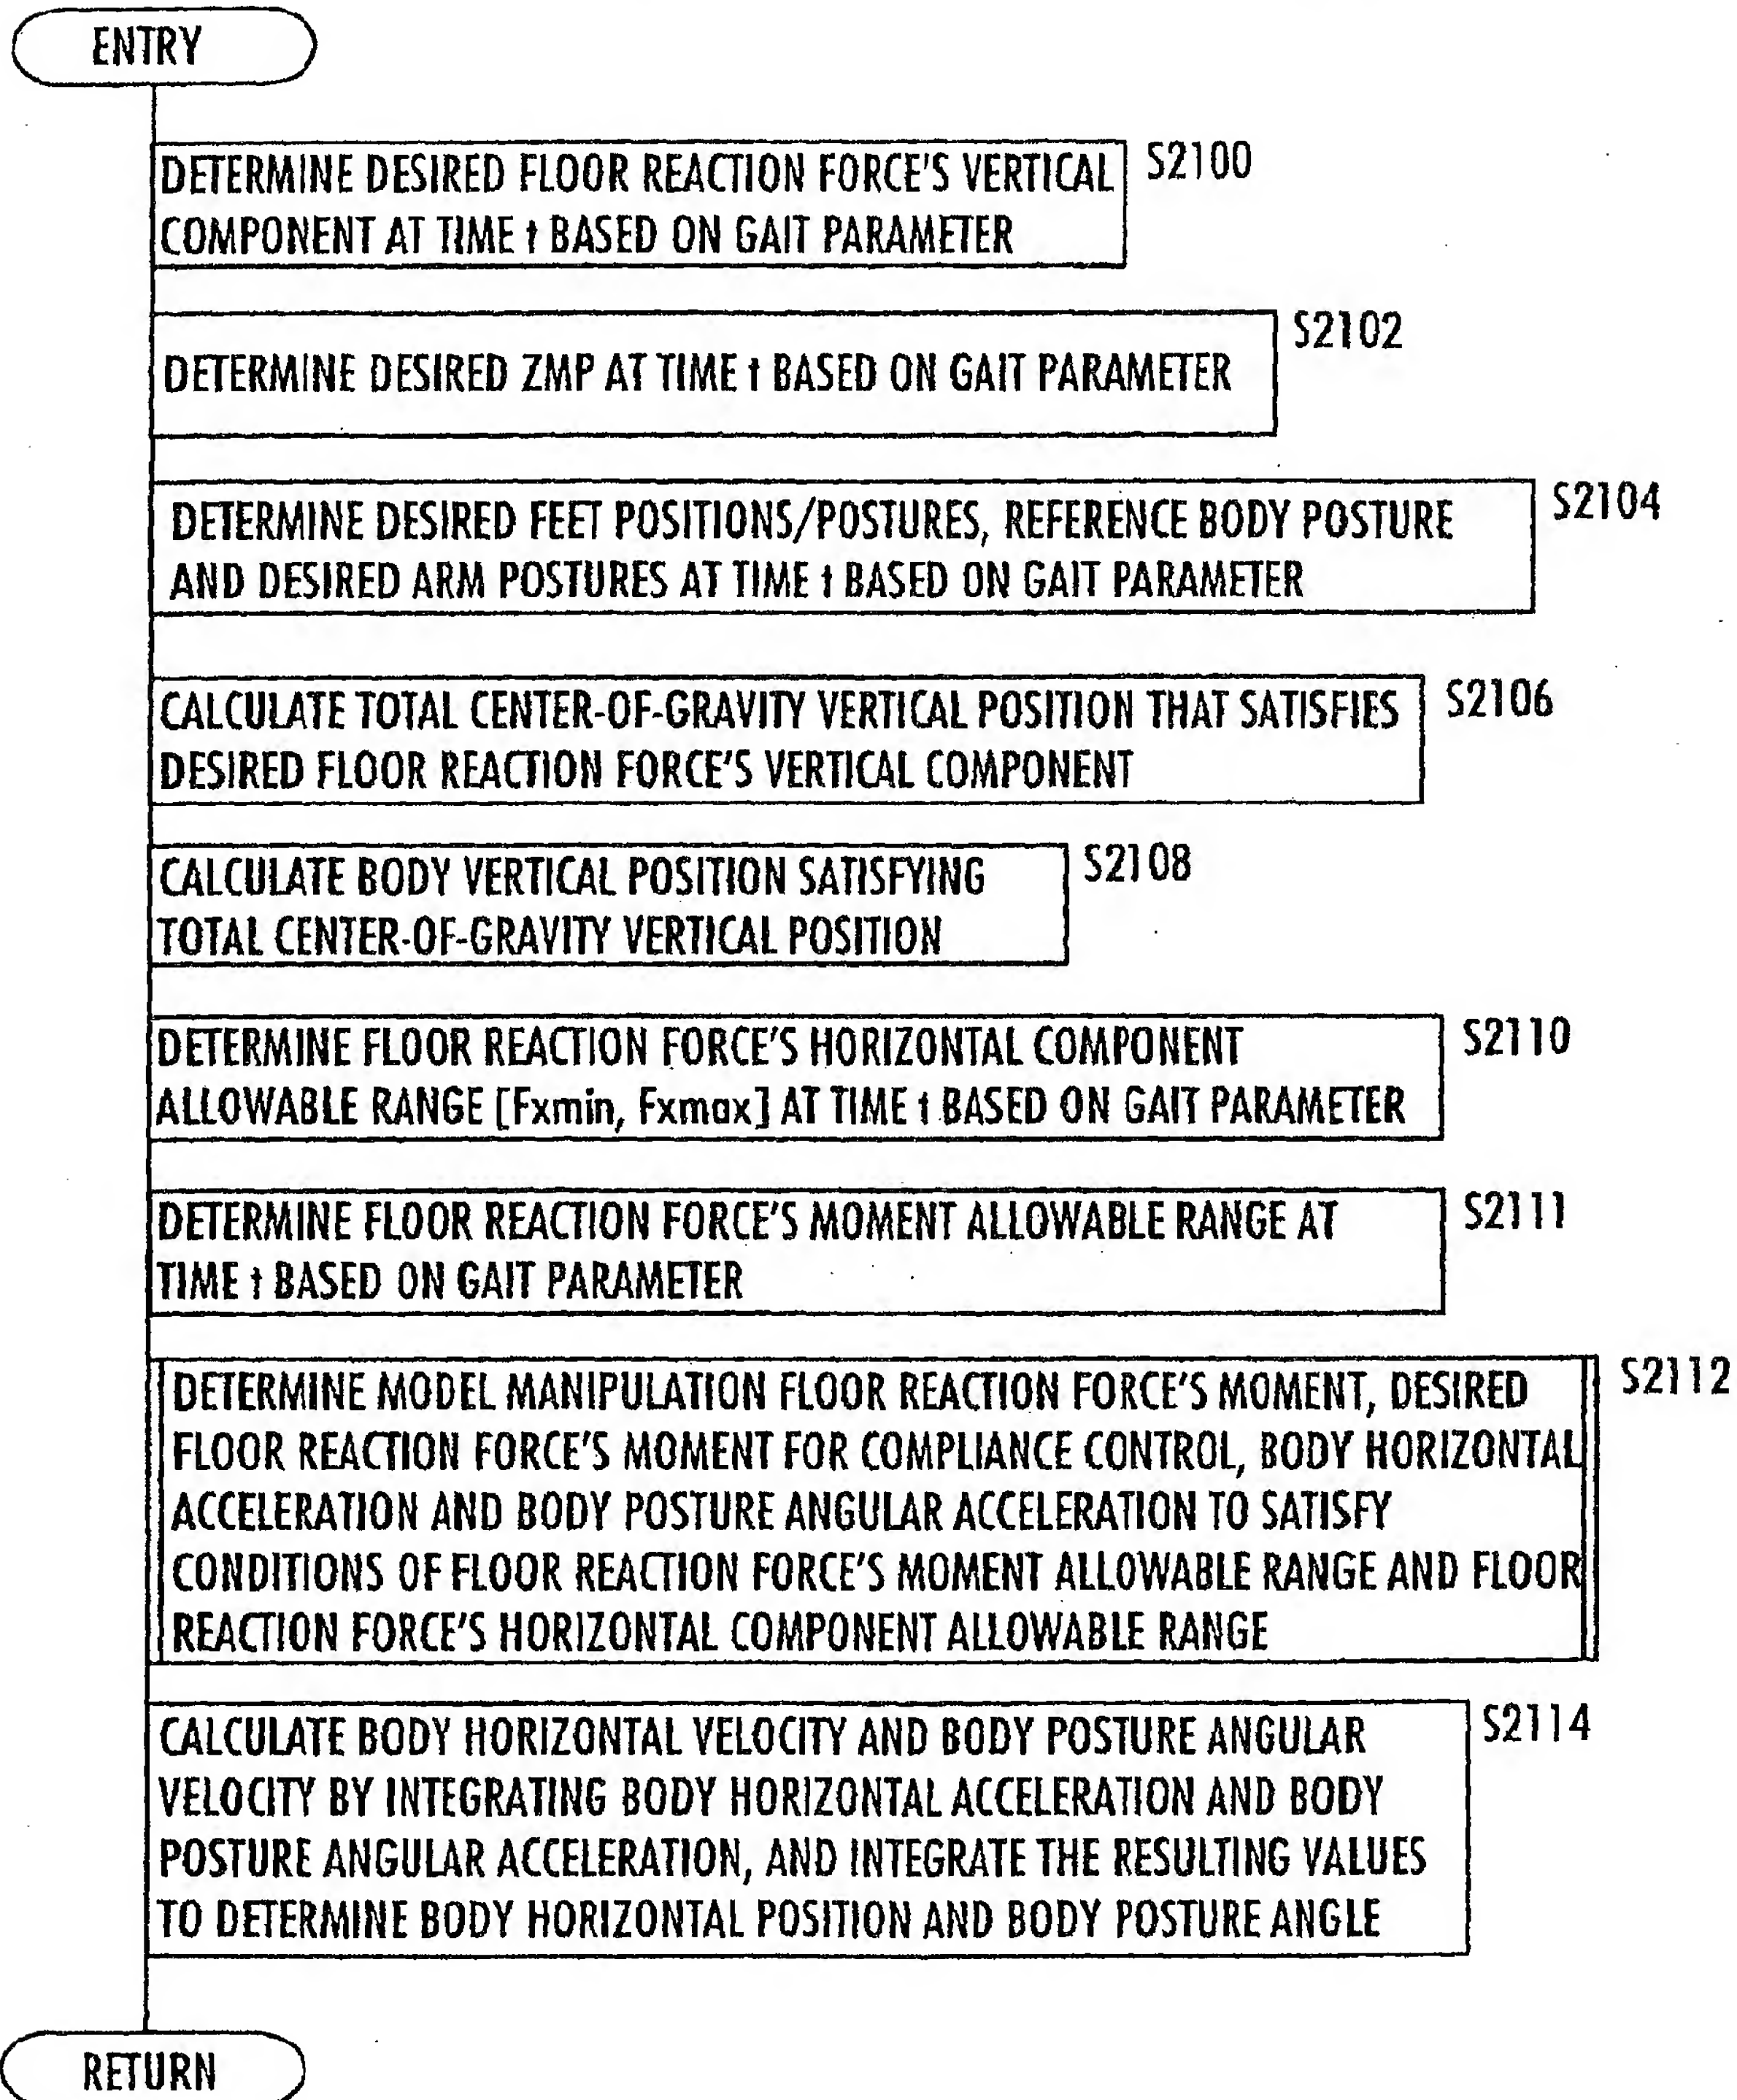 ENTRY
DETERMINE DESIRED FLOOR REACTION FORCE'S VERTICAL
COMPONENT AT TIME t BASED ON GAIT PARAMETER
S2100
DETERMINE DESIRED ZMP AT TIME t BASED ON GAIT PARAMETER
S2102
DETERMINE DESIRED FEET POSITIONS/POSTURES, REFERENCE BODY POSTURE
AND DESIRED ARM POSTURES AT TIME t BASED ON GAIT PARAMETER
S2104
CALCULATE TOTAL CENTER-OF-GRAVITY VERTICAL POSITION THAT SATISFIES
DESIRED FLOOR REACTION FORCE'S VERTICAL COMPONENT
S2106
CALCULATE BODY VERTICAL POSITION SATISFYING
TOTAL CENTER-OF-GRAVITY VERTICAL POSITION
S2108
DETERMINE FLOOR REACTION FORCE'S HORIZONTAL COMPONENT
ALLOWABLE RANGE [Fxmin, Fxmax] AT TIME t BASED ON GAIT PARAMETER
S2110
DETERMINE FLOOR REACTION FORCE'S MOMENT ALLOWABLE RANGE AT
TIME t BASED ON GAIT PARAMETER
S2111
DETERMINE MODEL MANIPULATION FLOOR REACTION FORCE'S MOMENT, DESIRED
FLOOR REACTION FORCE'S MOMENT FOR COMPLIANCE CONTROL, BODY HORIZONTAL
ACCELERATION AND BODY POSTURE ANGULAR ACCELERATION TO SATISFY
CONDITIONS OF FLOOR REACTION FORCE'S MOMENT ALLOWABLE RANGE AND FLOOR
REACTION FORCE'S HORIZONTAL COMPONENT ALLOWABLE RANGE
S2112
CALCULATE BODY HORIZONTAL VELOCITY AND BODY POSTURE ANGULAR
VELOCITY BY INTEGRATING BODY HORIZONTAL ACCELERATION AND BODY
POSTURE ANGULAR ACCELERATION, AND INTEGRATE THE RESULTING VALUES
TO DETERMINE BODY HORIZONTAL POSITION AND BODY POSTURE ANGLE
S2114
RETURN